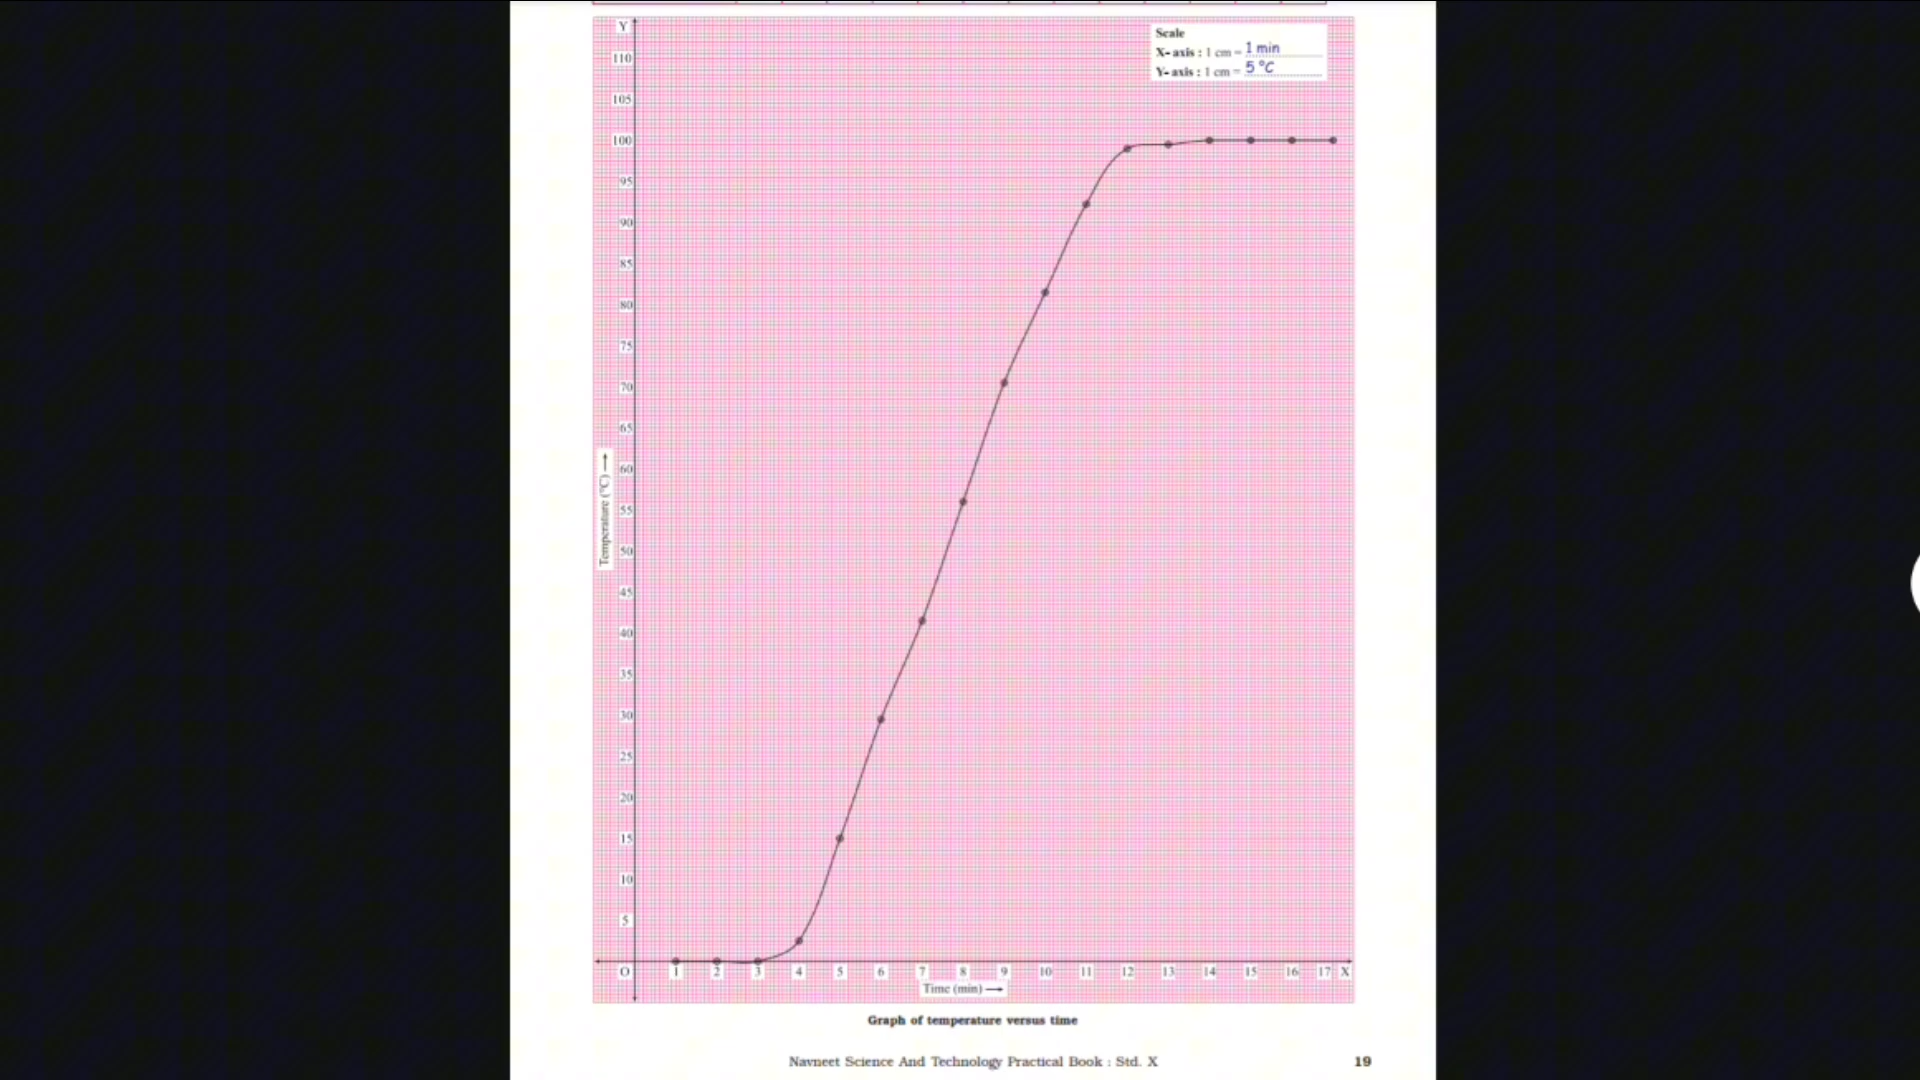 Y
Scale
X-axis : 1 cm = 1 min
Y-axis : 1 cm = 5 °C
110
105
100
95
90
85
80
75
70
65
60
55
50
45
40
35
30
25
20
15
10
5
Temperature (°C)
O 1 2 3 4 5 6 7 8 9 10 11 12 13 14 15 16 17 X
Time (min)
Graph of temperature versus time
Navneet Science And Technology Practical Book : Std. X 19